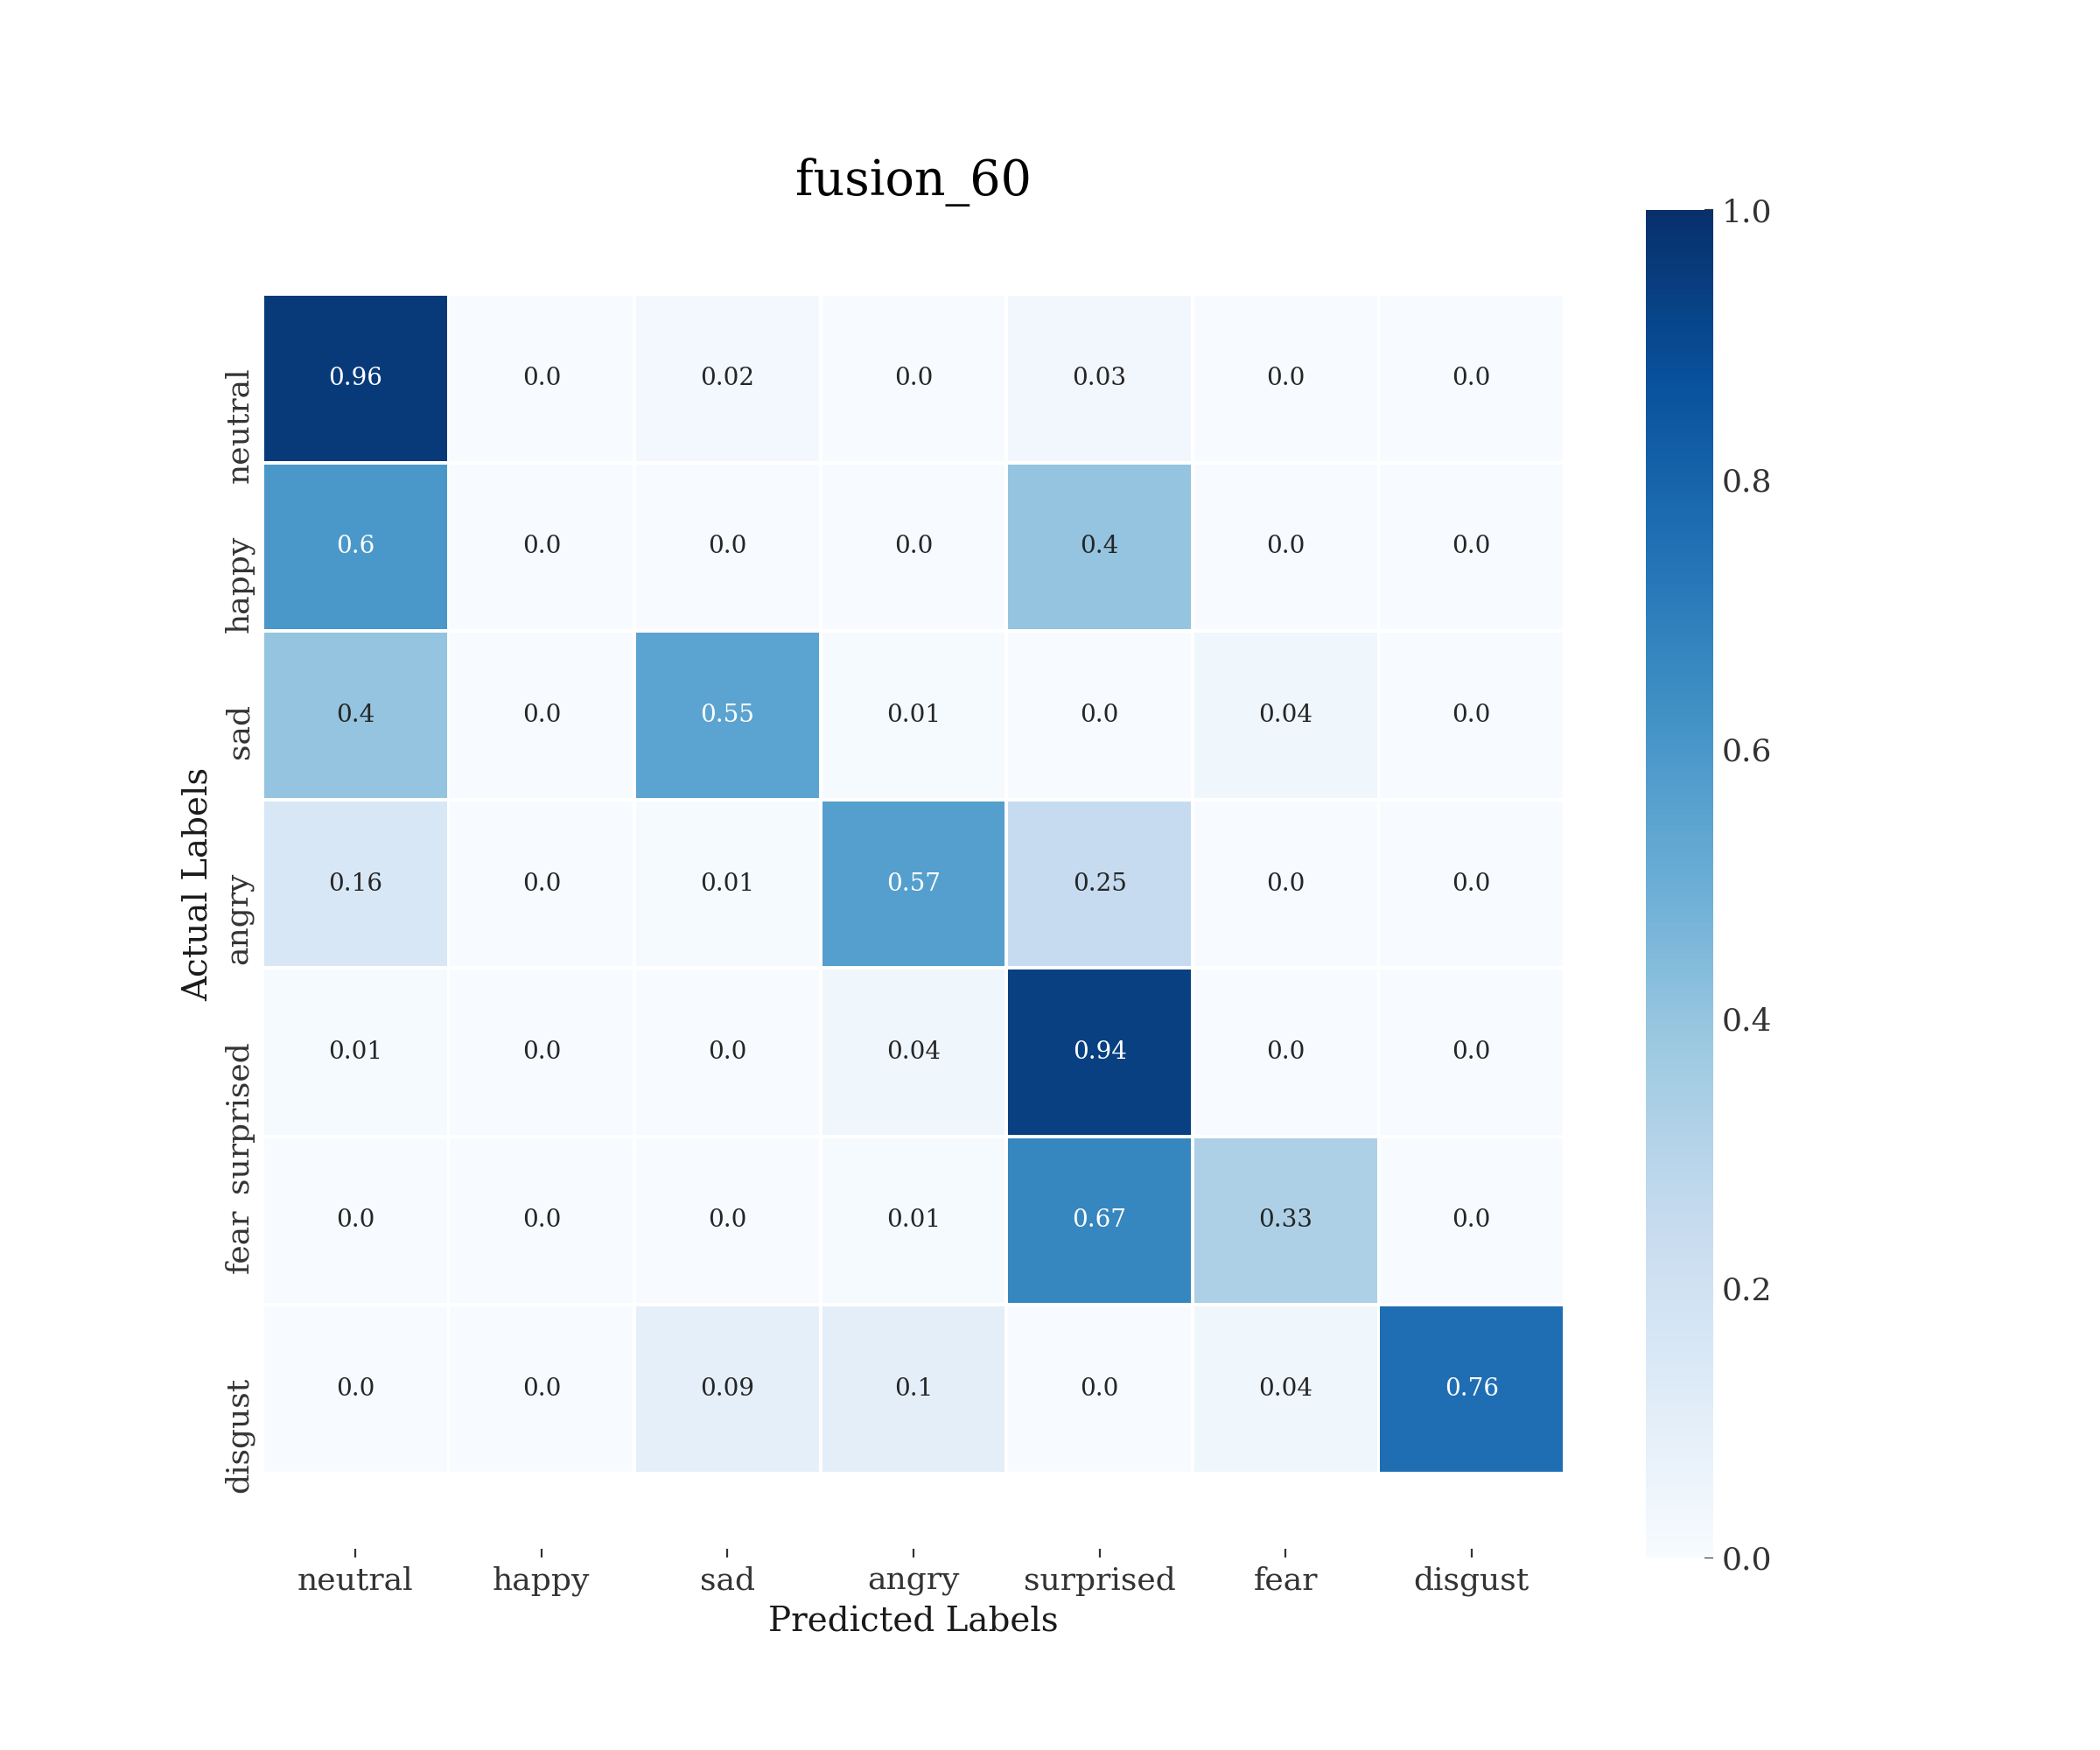 fusion_60
1.0
0.8
0.6
0.4
0.2
0.0
Actual Labels
neutral 0.96 0.0 0.02 0.0 0.03 0.0 0.0
happy 0.6 0.0 0.0 0.0 0.4 0.0 0.0
sad 0.4 0.0 0.55 0.01 0.0 0.04 0.0
angry 0.16 0.0 0.01 0.57 0.25 0.0 0.0
surprised 0.01 0.0 0.0 0.04 0.94 0.0 0.0
fear 0.0 0.0 0.0 0.01 0.67 0.33 0.0
disgust 0.0 0.0 0.09 0.1 0.0 0.04 0.76
neutral happy sad angry surprised fear disgust
Predicted Labels